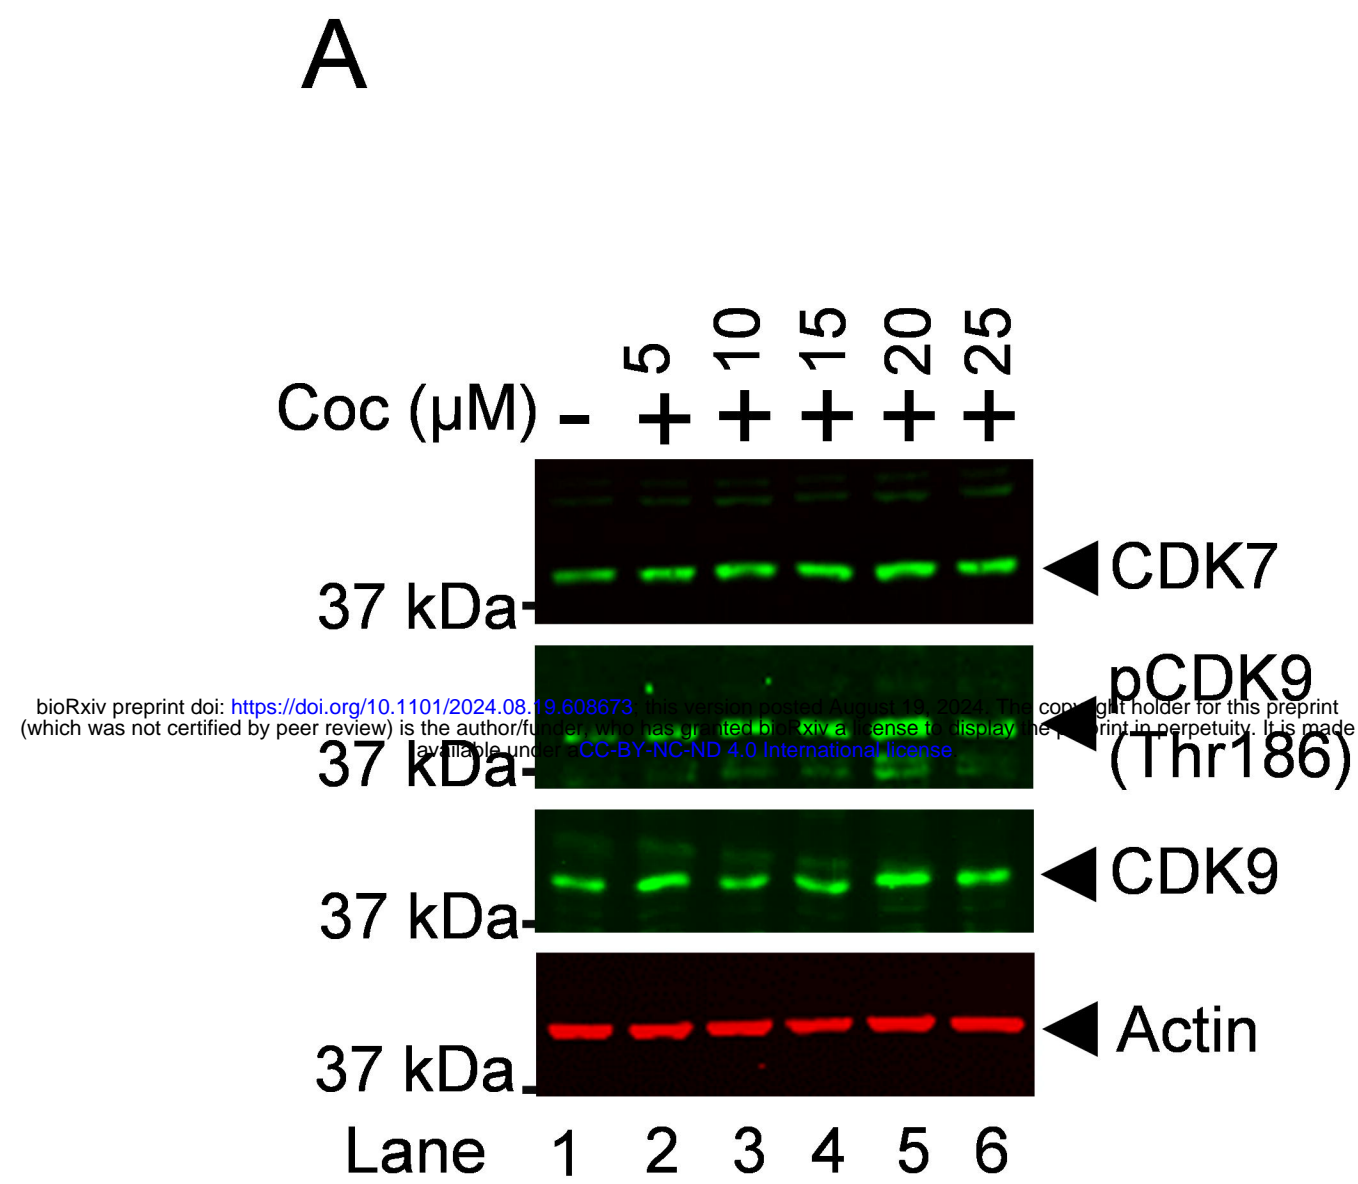 A
5 10 15 20 25
Coc (µM) - + + + + +
CDK7
37 kDa
pCDK9
bioRxiv preprint doi: https://doi.org/10.1101/2024.08.19.608673; this version posted August 19, 2024. The copyright holder for this preprint
(which was not certified by peer review) is the author/funder, who has granted bioRxiv a license to display the preprint in perpetuity. It is made
available under aCC-BY-NC-ND 4.0 International license.
37 kDa
(Thr186)
CDK9
37 kDa
Actin
37 kDa
Lane 1 2 3 4 5 6